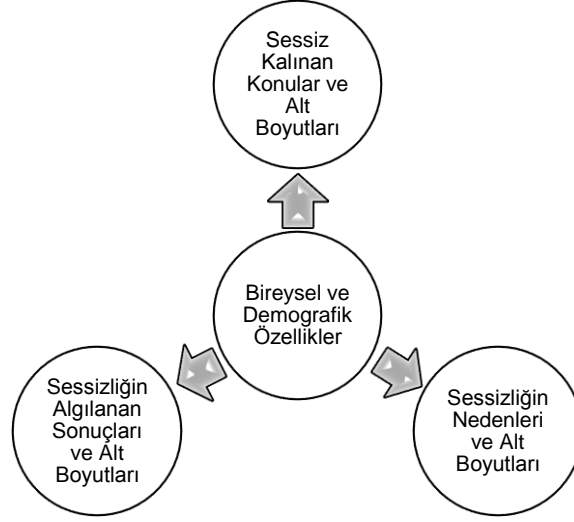 Sessiz
Kalınan
Konular ve
Alt
Boyutları
Bireysel ve
Demografik
Özellikler
Sessizliğin
Algılanan
Sonuçları
ve Alt
Boyutları
Sessizliğin
Nedenleri
ve Alt
Boyutları